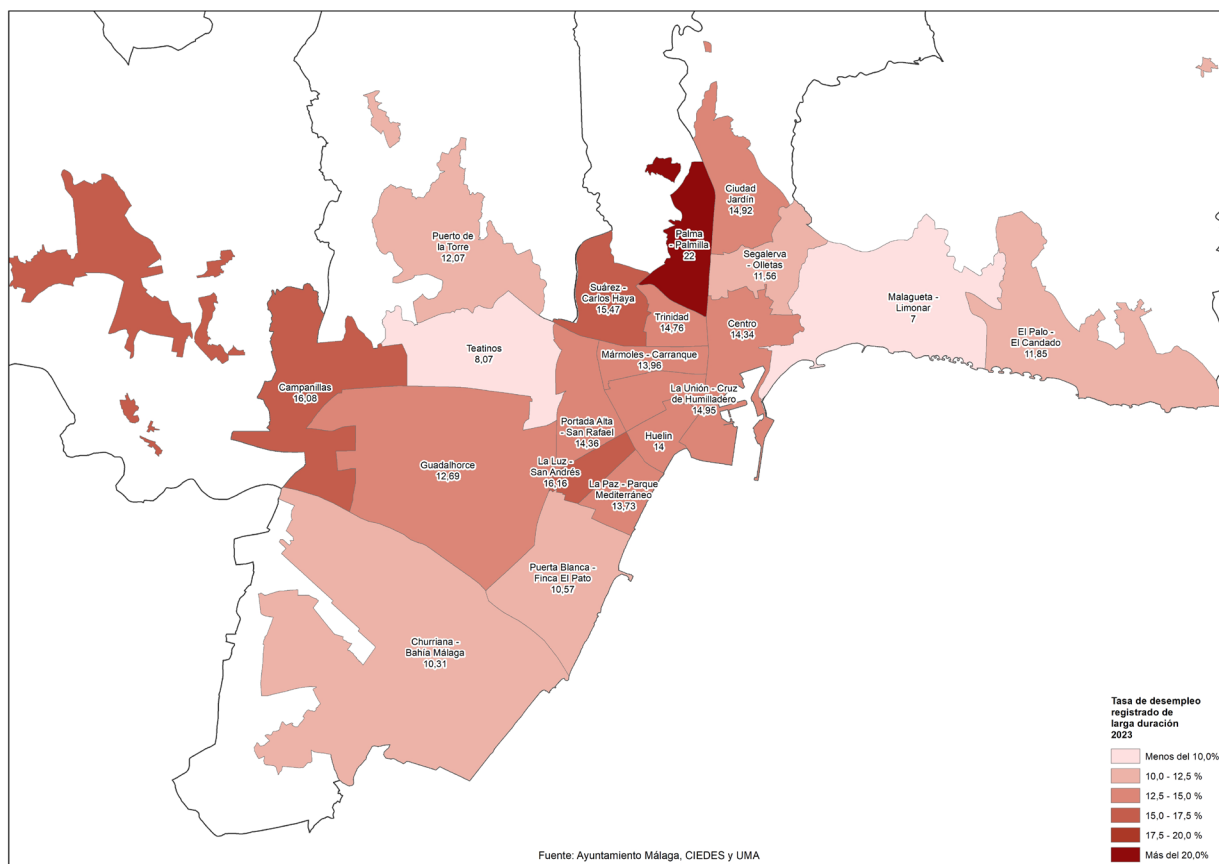 Ciudad
Jardín
14,92
Palma
- Palmilla
22
Puerto de
la Torre
12,07
Segalerva
- Olletas
11,56
Suárez -
Carlos Haya
15,47
Malagueta -
Limonar
7
Trinidad
14,76
Centro
14,34
El Palo -
El Candado
11,85
Teatinos
8,07
Mármoles - Carranque
13,96
Campanillas
16,08
La Unión - Cruz
de Humilladero
14,95
Portada Alta
- San Rafael
14,36
Huelin
14
Guadalhorce
12,69
La Luz -
San Andrés
16,16
La Paz - Parque
Mediterráneo
13,73
Puerta Blanca -
Finca El Pato
10,57
Churriana -
Bahía Málaga
10,31
Tasa de desempleo
registrado de
larga duración
2023
Menos del 10,0%
10,0 - 12,5 %
12,5 - 15,0 %
15,0 - 17,5 %
17,5 - 20,0 %
Más del 20,0%
Fuente: Ayuntamiento Málaga, CIEDES y UMA